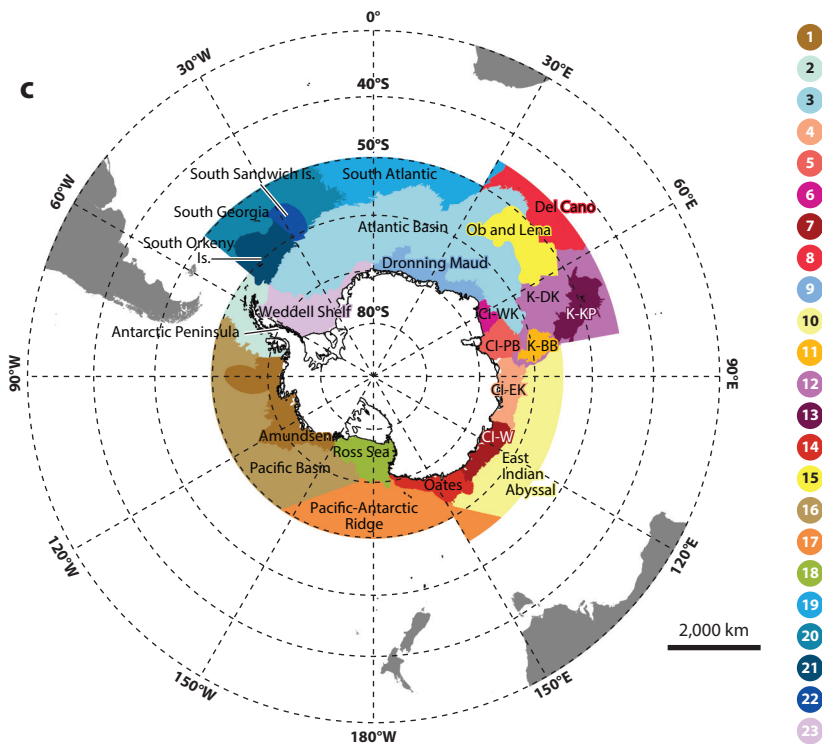 c
0°
30°W
30°E
40°S
50°S
60°W
60°E
South Sandwich Is.
South Atlantic
South Georgia
Del Cano
Atlantic Basin
Ob and Lena
South Orkeny
Is.
Dronning Maud
K-DK
Weddell Shelf
80°S
CI-WK
K-KP
Antarctic Peninsula
CI-PB
K-BB
90°W
90°E
CI-EK
Amundsen
CI-W
Ross Sea
Pacific Basin
East
Indian
Abyssal
Oates
Pacific-Antarctic
Ridge
120°W
120°E
2,000 km
150°W
150°E
180°W
1
2
3
4
5
6
7
8
9
10
11
12
13
14
15
16
17
18
19
20
21
22
23